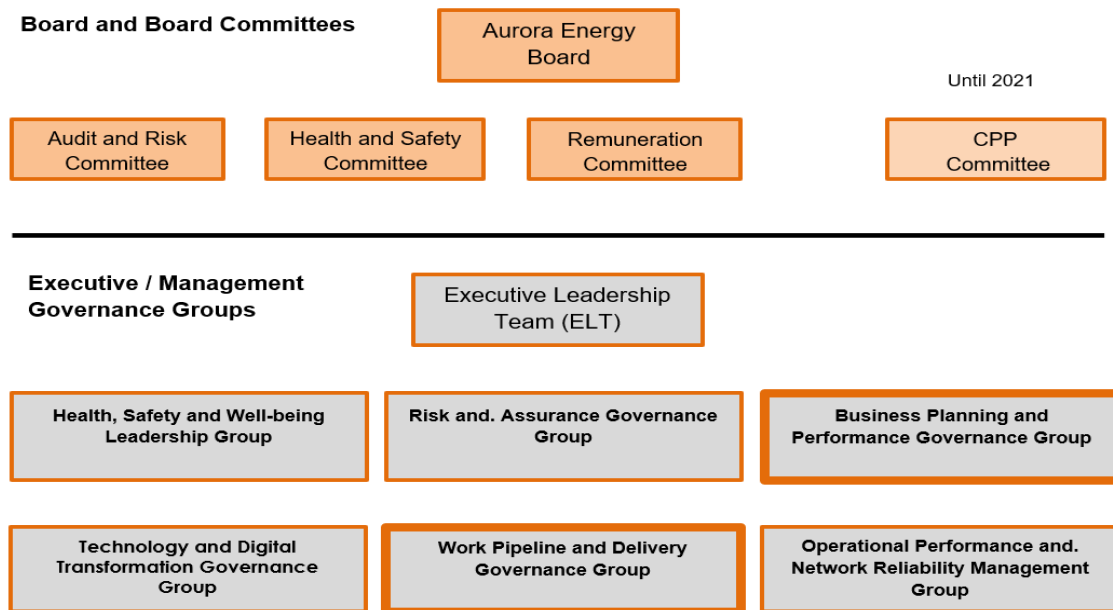 Board and Board Committees
Aurora Energy
Board
Until 2021
Audit and Risk
Committee
Health and Safety
Committee
Remuneration
Committee
CPP
Committee
Executive / Management
Governance Groups
Executive Leadership
Team (ELT)
Health, Safety and Well-being
Leadership Group
Risk and. Assurance Governance
Group
Business Planning and
Performance Governance Group
Technology and Digital
Transformation Governance
Group
Work Pipeline and Delivery
Governance Group
Operational Performance and.
Network Reliability Management
Group